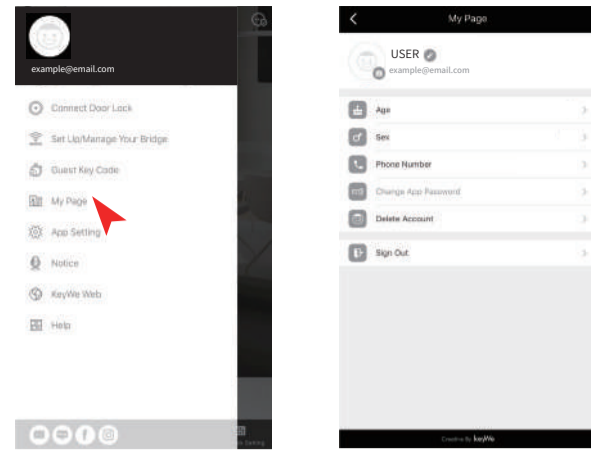 example@email.com
Connect Door Lock
Set Up/Manage Your Bridge
Guest Key Code
My Page
App Setting
Notice
KeyWe Web
Help
My Page
USER
example@email.com
Age
Sex
Phone Number
Change App Password
Delete Account
Sign Out
keyWe